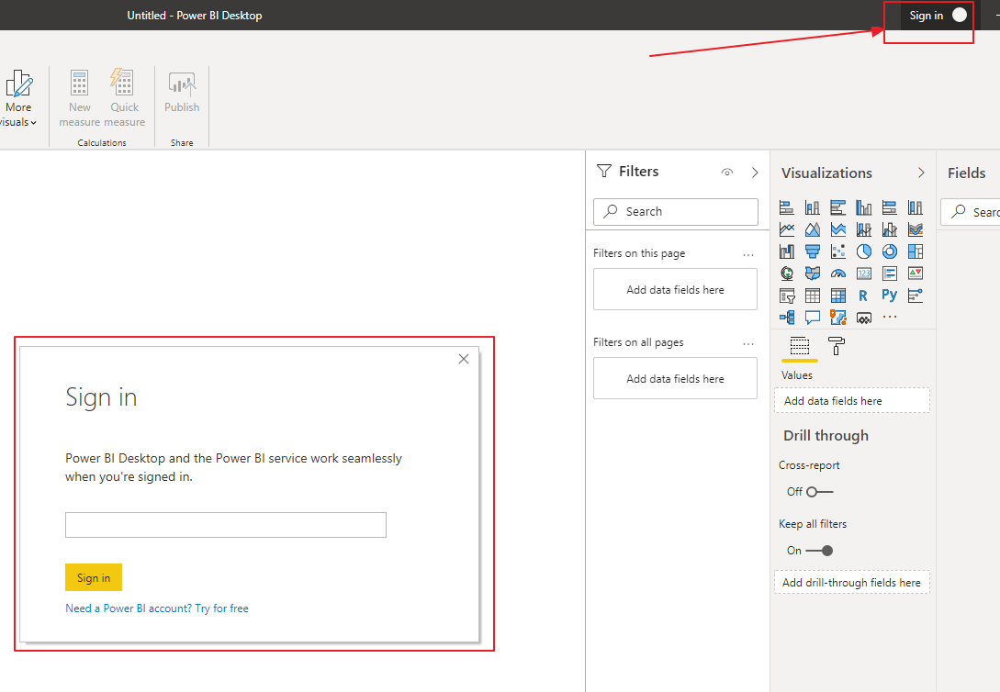 Untitled - Power BI Desktop
Sign in
More
visuals
New
measure
Quick
measure
Publish
Calculations
Share
Filters
Search
Filters on this page
Add data fields here
Filters on all pages
Add data fields here
Visualizations
123
R
Py
Values
Add data fields here
Drill through
Cross-report
Off
Keep all filters
On
Add drill-through fields here
Fields
Sear
Sign in
Power BI Desktop and the Power BI service work seamlessly
when you're signed in.
Sign in
Need a Power BI account? Try for free